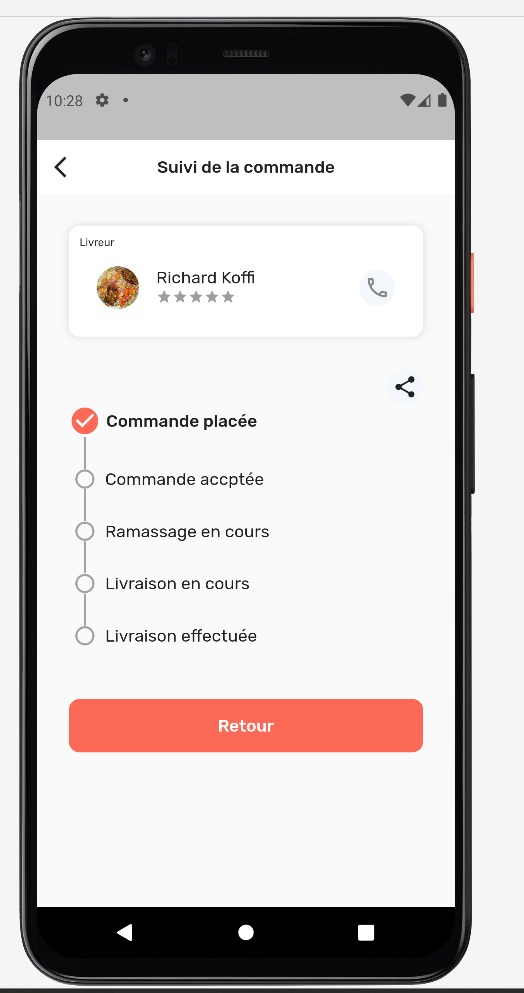 10:28
Suivi de la commande
Livreur
Richard Koffi
Commande placée
Commande accptée
Ramassage en cours
Livraison en cours
Livraison effectuée
Retour